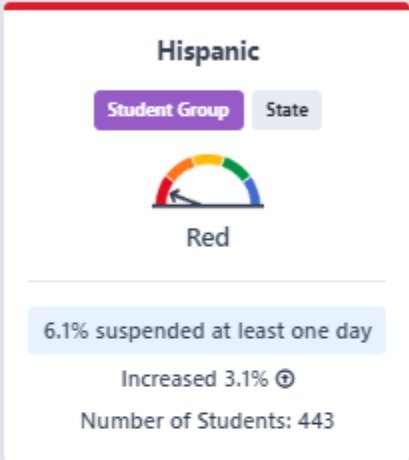 Hispanic
Student Group State
Red
6.1% suspended at least one day
Increased 3.1%
Number of Students: 443